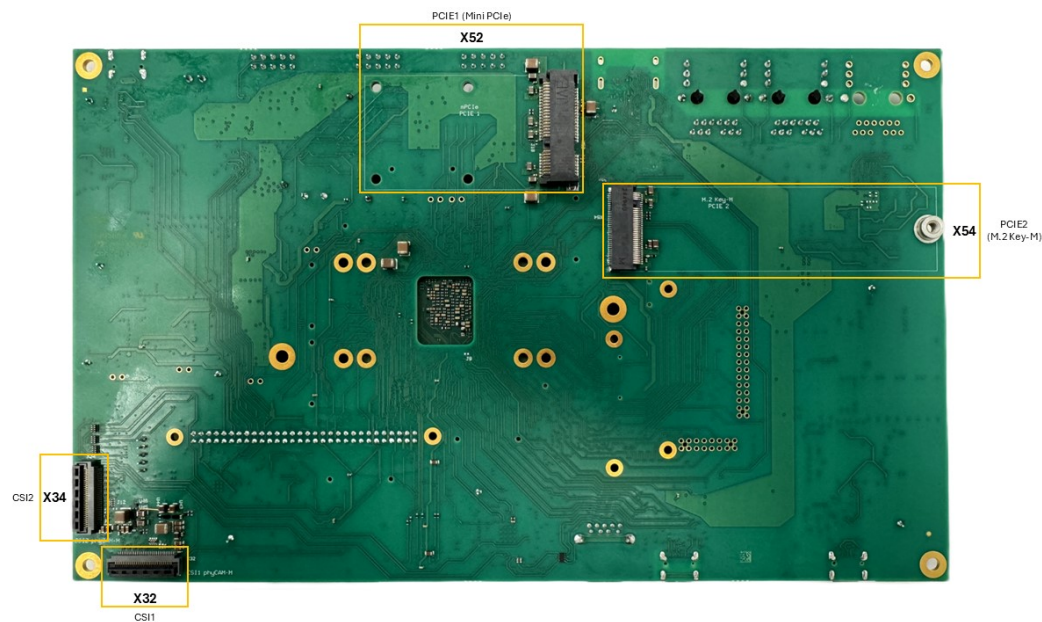 PCIE1 (Mini PCIe)
X52
mPCIe
PCIE 1
M.2 Key-M
PCIE 2
X54
PCIE2
(M.2 Key-M)
CSI2
X34
CSI1 phyCAM-M
X32
CSI1